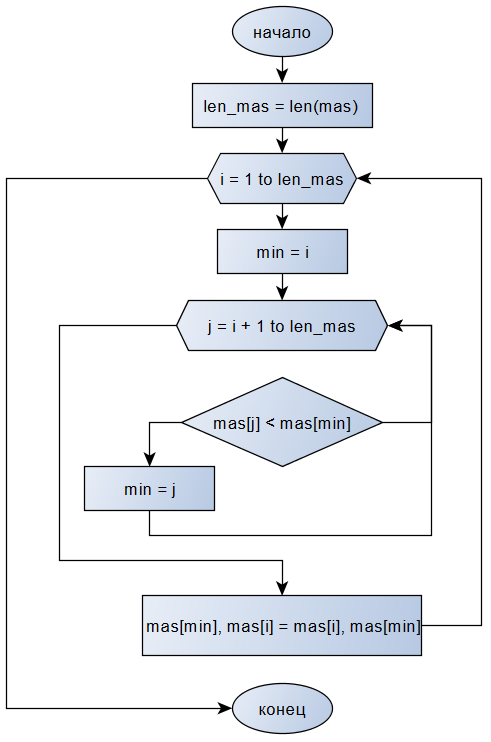 начало
len_mas = len(mas)
i = 1 to len_mas
min = i
j = i + 1 to len_mas
mas[j] < mas[min]
min = j
mas[min], mas[i] = mas[i], mas[min]
конец